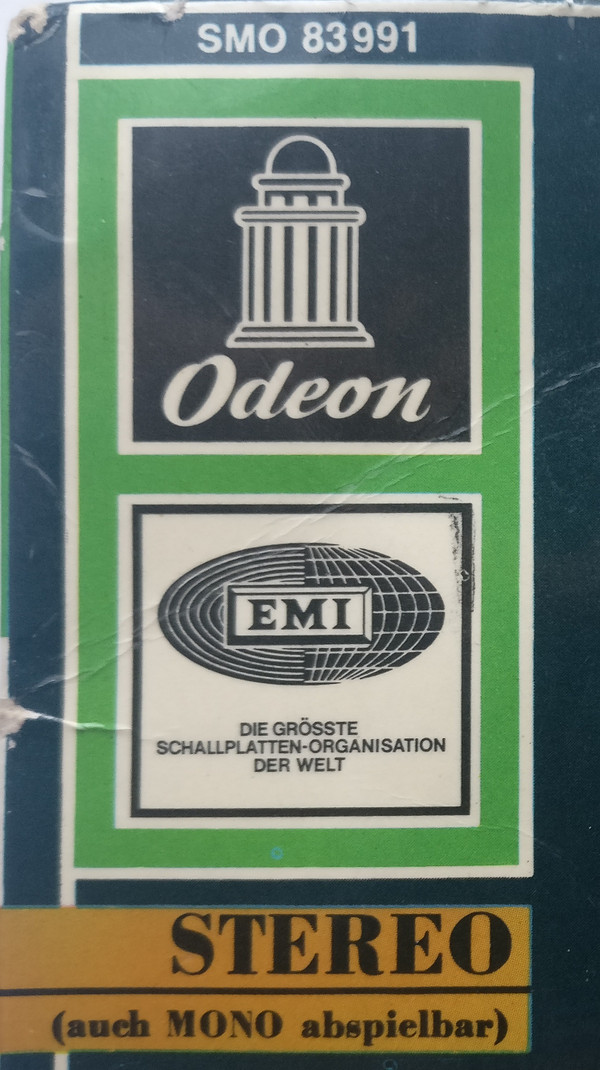 SMO 83991
Odeon
EMI
DIE GRÖSSTE
SCHALLPLATTEN-ORGANISATION
DER WELT
STEREO
(auch MONO abspielbar)